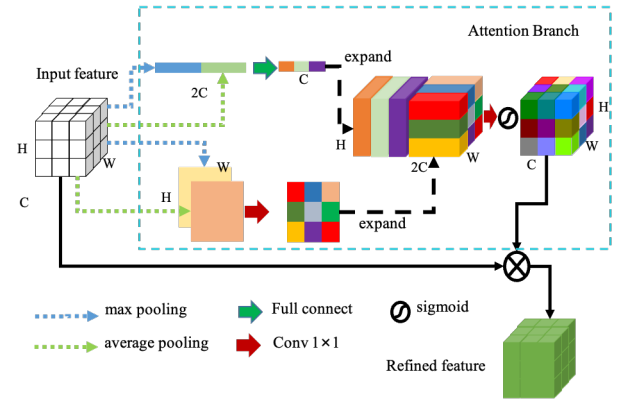 Attention Branch
Input feature
2C
C
expand
H
W
C
W
H
expand
H
2C
W
C
H
W
max pooling
Full connect
sigmoid
average pooling
Conv 1×1
Refined feature